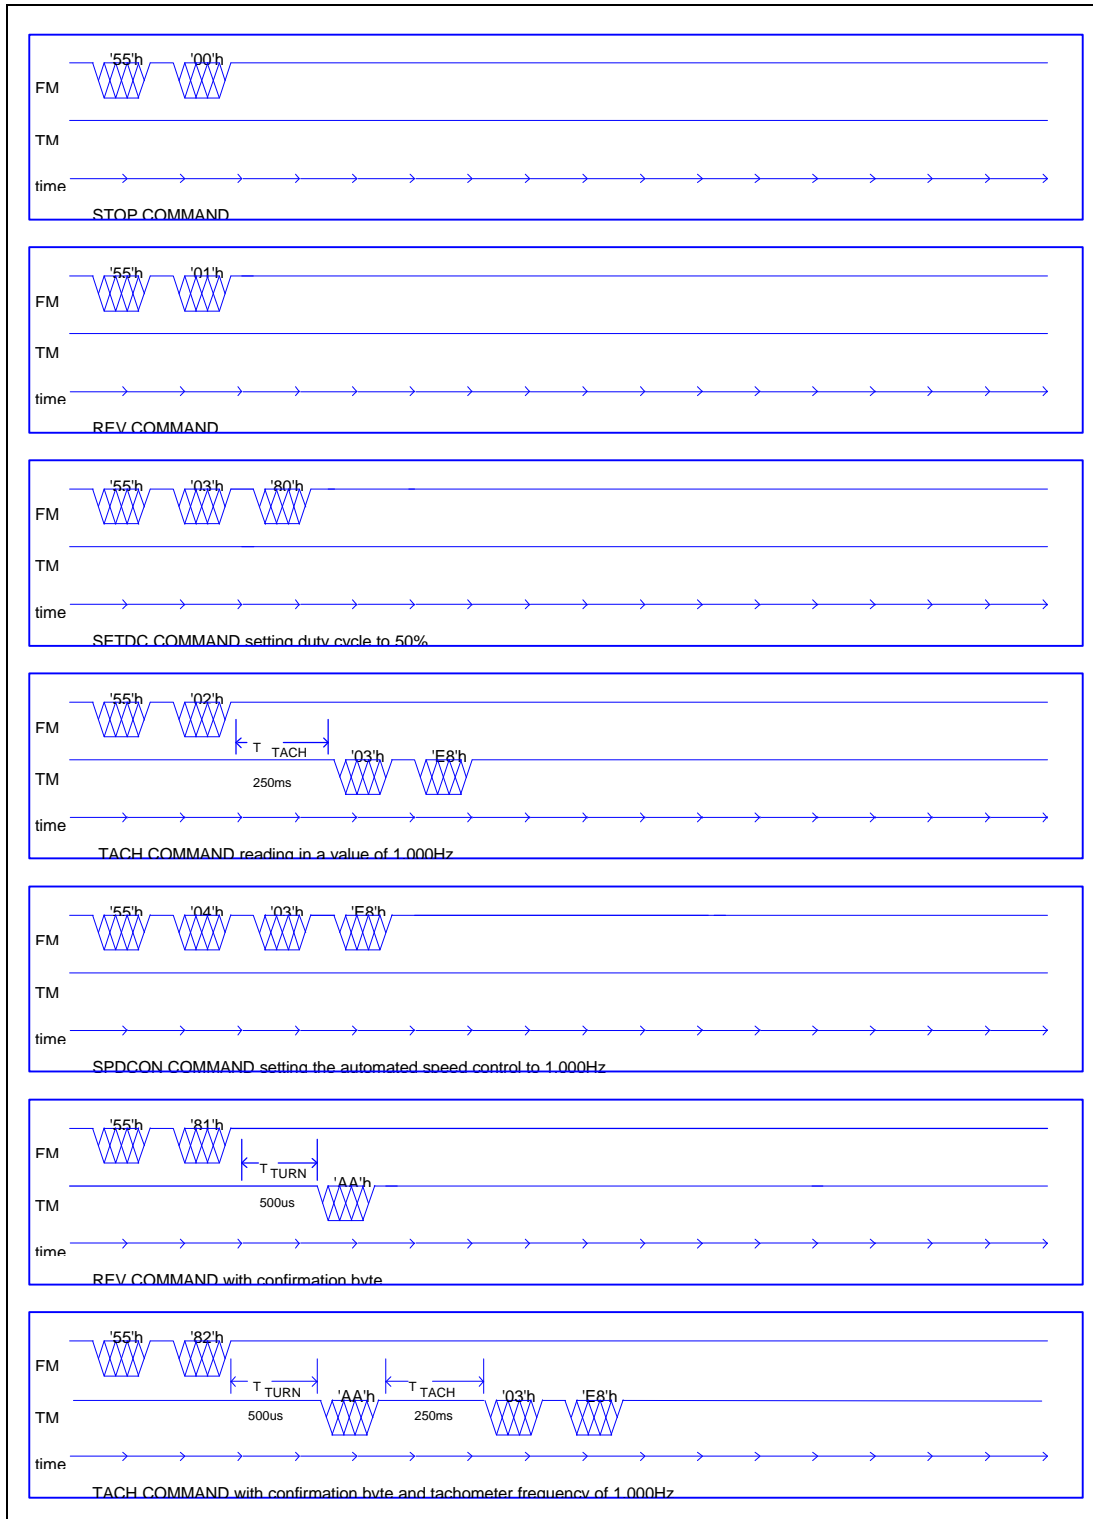 '55'h '00'h
FM
TM
time
STOP COMMAND
'55'h '01'h
FM
TM
time
REV COMMAND
'55'h '03'h '80'h
FM
TM
time
SETDC COMMAND setting duty cycle to 50%
'55'h '02'h
FM
T TACH
'03'h 'E8'h
TM
250ms
time
TACH COMMAND reading in a value of 1.000Hz
'55'h '04'h '03'h 'E8'h
FM
TM
time
SPDCON COMMAND setting the automated speed control to 1.000Hz
'55'h '81'h
FM
T TURN
'AA'h
TM
500us
time
REV COMMAND with confirmation byte
'55'h '82'h
FM
T TURN T TACH
'AA'h '03'h 'E8'h
TM
500us 250ms
time
TACH COMMAND with confirmation byte and tachometer frequency of 1.000Hz